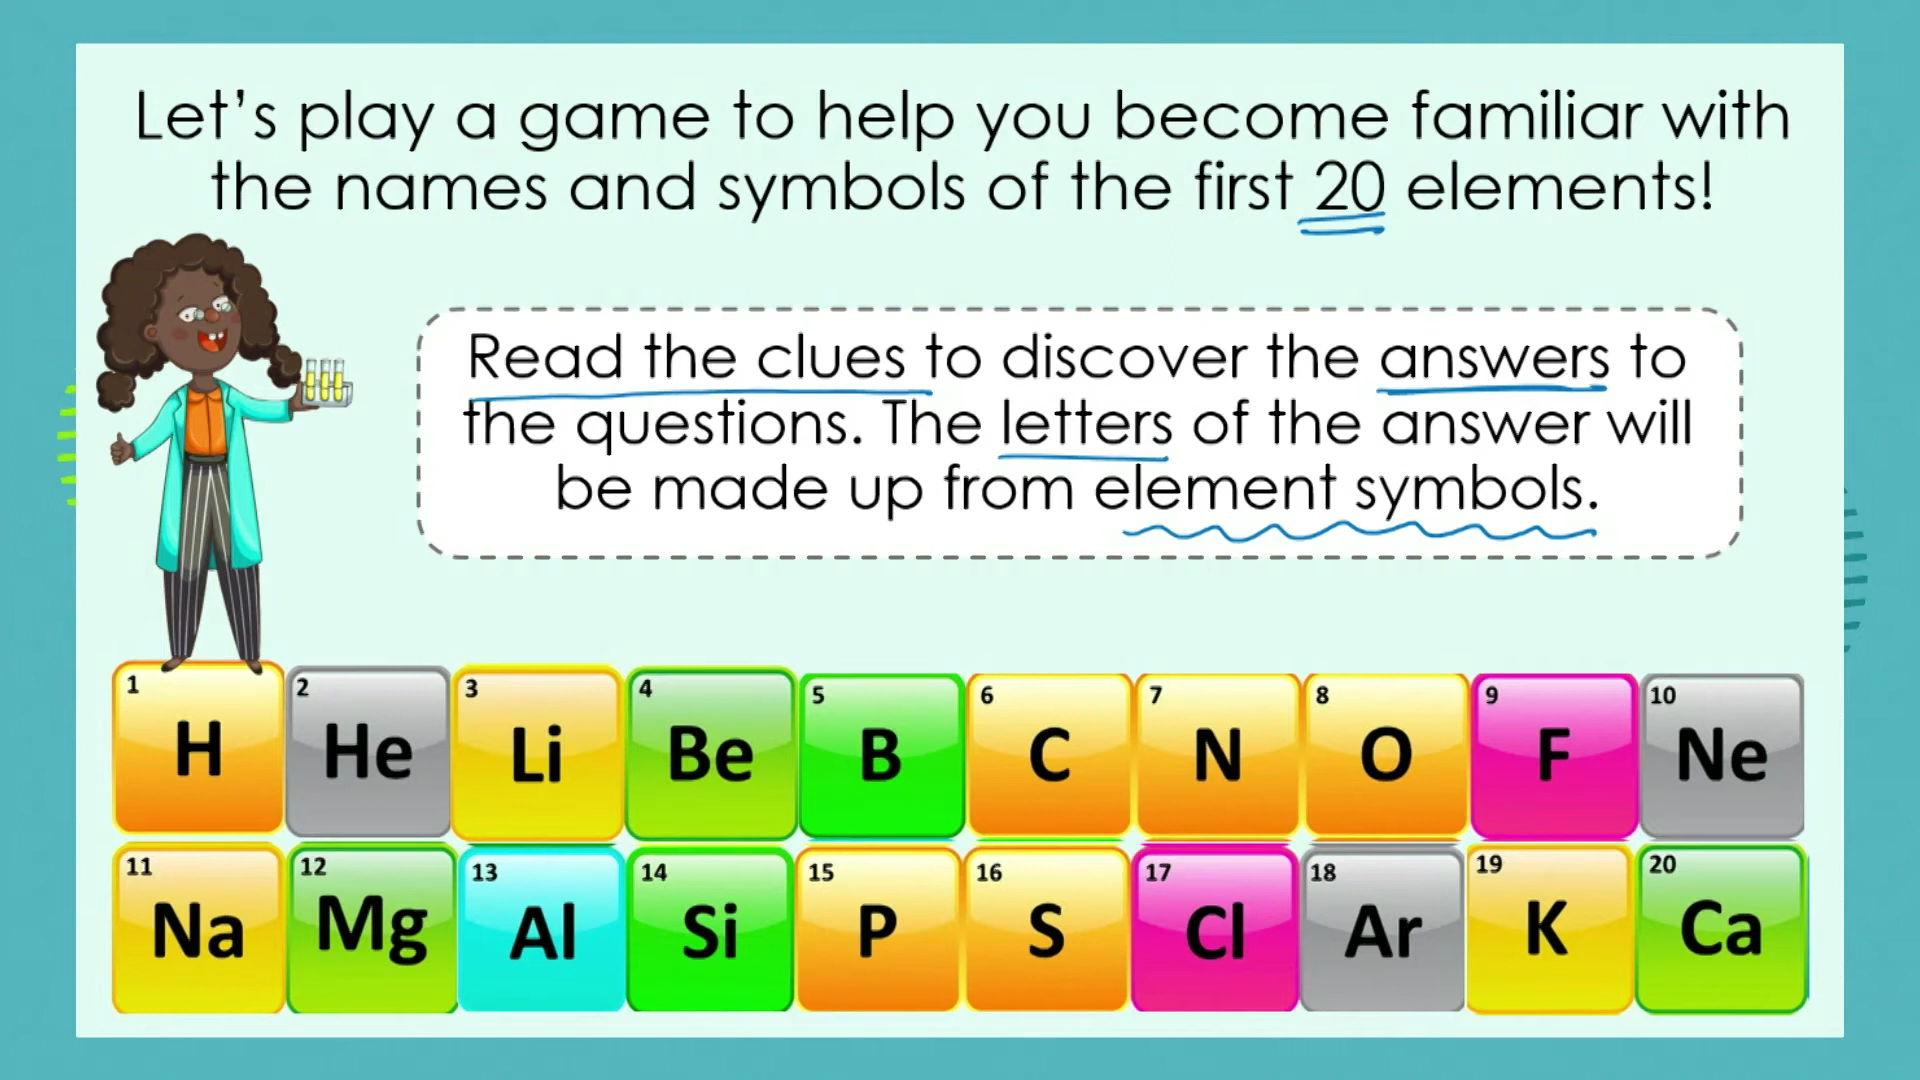 Let's play a game to help you become familiar with
the names and symbols of the first 20 elements!
Read the clues to discover the answers to
the questions. The letters of the answer will
be made up from element symbols.
1 H 2 He 3 Li 4 Be 5 B 6 C 7 N 8 O 9 F 10 Ne
11 Na 12 Mg 13 Al 14 Si 15 P 16 S 17 Cl 18 Ar 19 K 20 Ca